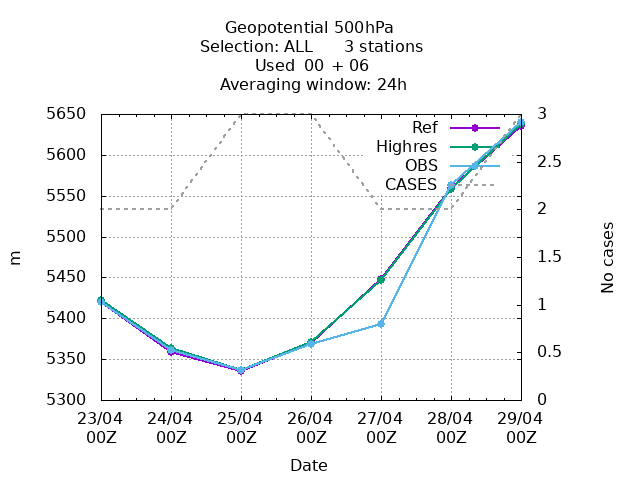 Geopotential 500hPa
Selection: ALL 3 stations
Used 00 + 06
Averaging window: 24h
Ref
Highres
OBS
CASES
5650
5600
5550
5500
5450
5400
5350
5300
m
3
2.5
2
1.5
1
0.5
0
No cases
23/04 24/04 25/04 26/04 27/04 28/04 29/04
00Z 00Z 00Z 00Z 00Z 00Z 00Z
Date